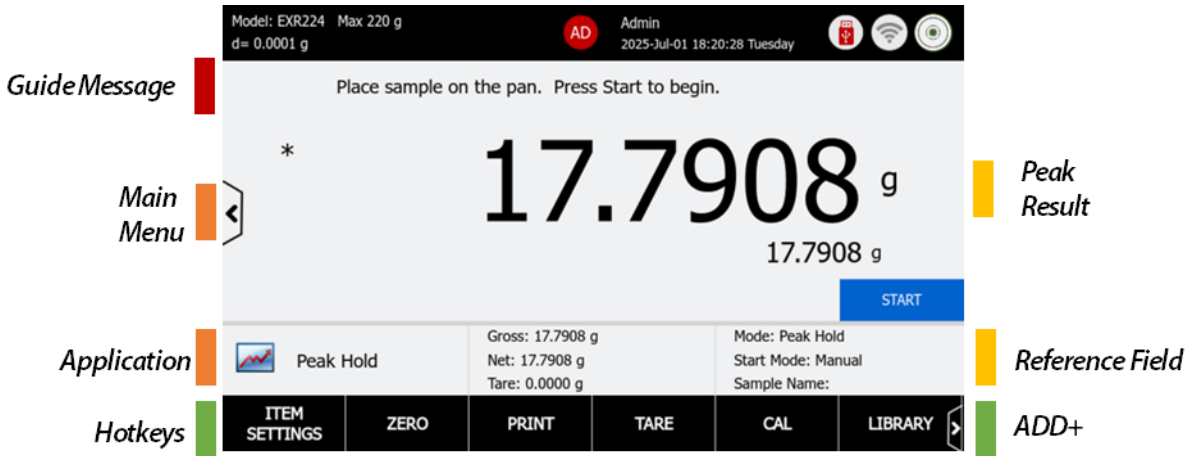 Model: EXR224 Max 220 g
d= 0.0001 g
AD
Admin
2025-Jul-01 18:20:28 Tuesday
Guide Message
Place sample on the pan. Press Start to begin.
*
17.7908 g
Peak
Result
Main
Menu
17.7908 g
START
Application
Peak Hold
Gross: 17.7908 g
Net: 17.7908 g
Tare: 0.0000 g
Mode: Peak Hold
Start Mode: Manual
Sample Name:
Reference Field
Hotkeys
ITEM
SETTINGS
ZERO
PRINT
TARE
CAL
LIBRARY
ADD+